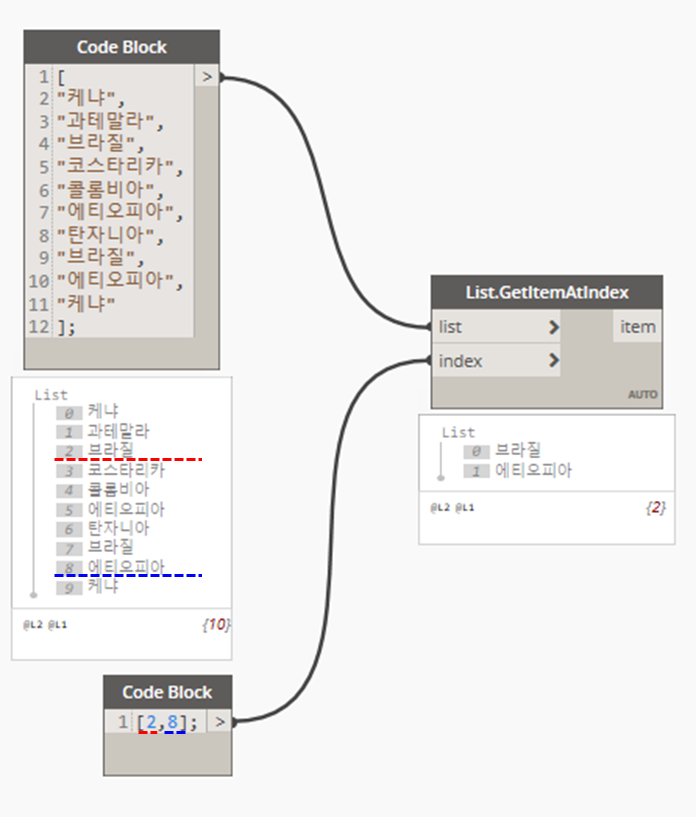 Code Block
1 [ >
2 "케냐",
3 "과테말라",
4 "브라질",
5 "코스타리카",
6 "콜롬비아",
7 "에티오피아",
8 "탄자니아",
9 "브라질",
10 "에티오피아",
11 "케냐"
12 ];
List
0 케냐
1 과테말라
2 브라질
3 코스타리카
4 콜롬비아
5 에티오피아
6 탄자니아
7 브라질
8 에티오피아
9 케냐
@L2 @L1 {10}
Code Block
1 [2,8]; >
List.GetItemAtIndex
list > item
index >
AUTO
List
0 브라질
1 에티오피아
@L2 @L1 {2}